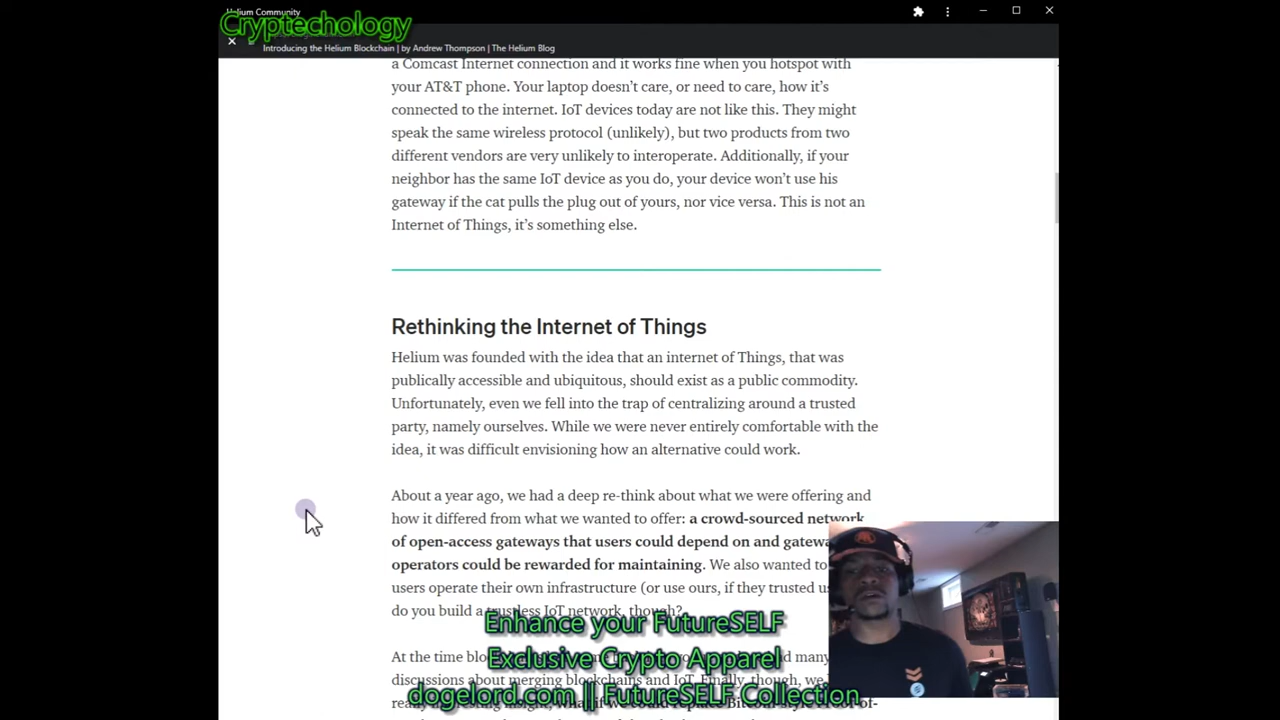 Helium Community
Cryptechology
Introducing the Helium Blockchain | by Andrew Thompson | The Helium Blog
a Comcast Internet connection and it works fine when you hotspot with
your AT&T phone. Your laptop doesn’t care, or need to care, how it’s
connected to the internet. IoT devices today are not like this. They might
speak the same wireless protocol (unlikely), but two products from two
different vendors are very unlikely to interoperate. Additionally, if your
neighbor has the same IoT device as you do, your device won’t use his
gateway if the cat pulls the plug out of yours, nor vice versa. This is not an
Internet of Things, it’s something else.
Rethinking the Internet of Things
Helium was founded with the idea that an internet of Things, that was
publically accessible and ubiquitous, should exist as a public commodity.
Unfortunately, even we fell into the trap of centralizing around a trusted
party, namely ourselves. While we were never entirely comfortable with the
idea, it was difficult envisioning how an alternative could work.
About a year ago, we had a deep re-think about what we were offering and
how it differed from what we wanted to offer: a crowd-sourced network
of open-access gateways that users could depend on and
operators could be rewarded for maintaining. We also wanted to
users operate their own infrastructure (or use ours, if they trusted
do you build a trustless IoT network, though?
Enhance your FutureSELF
At the time many
Exclusive Crypto Apparel
discussions about merging blockchains and IoT. Finally, though, we
dogelord.com || FutureSELF Collection